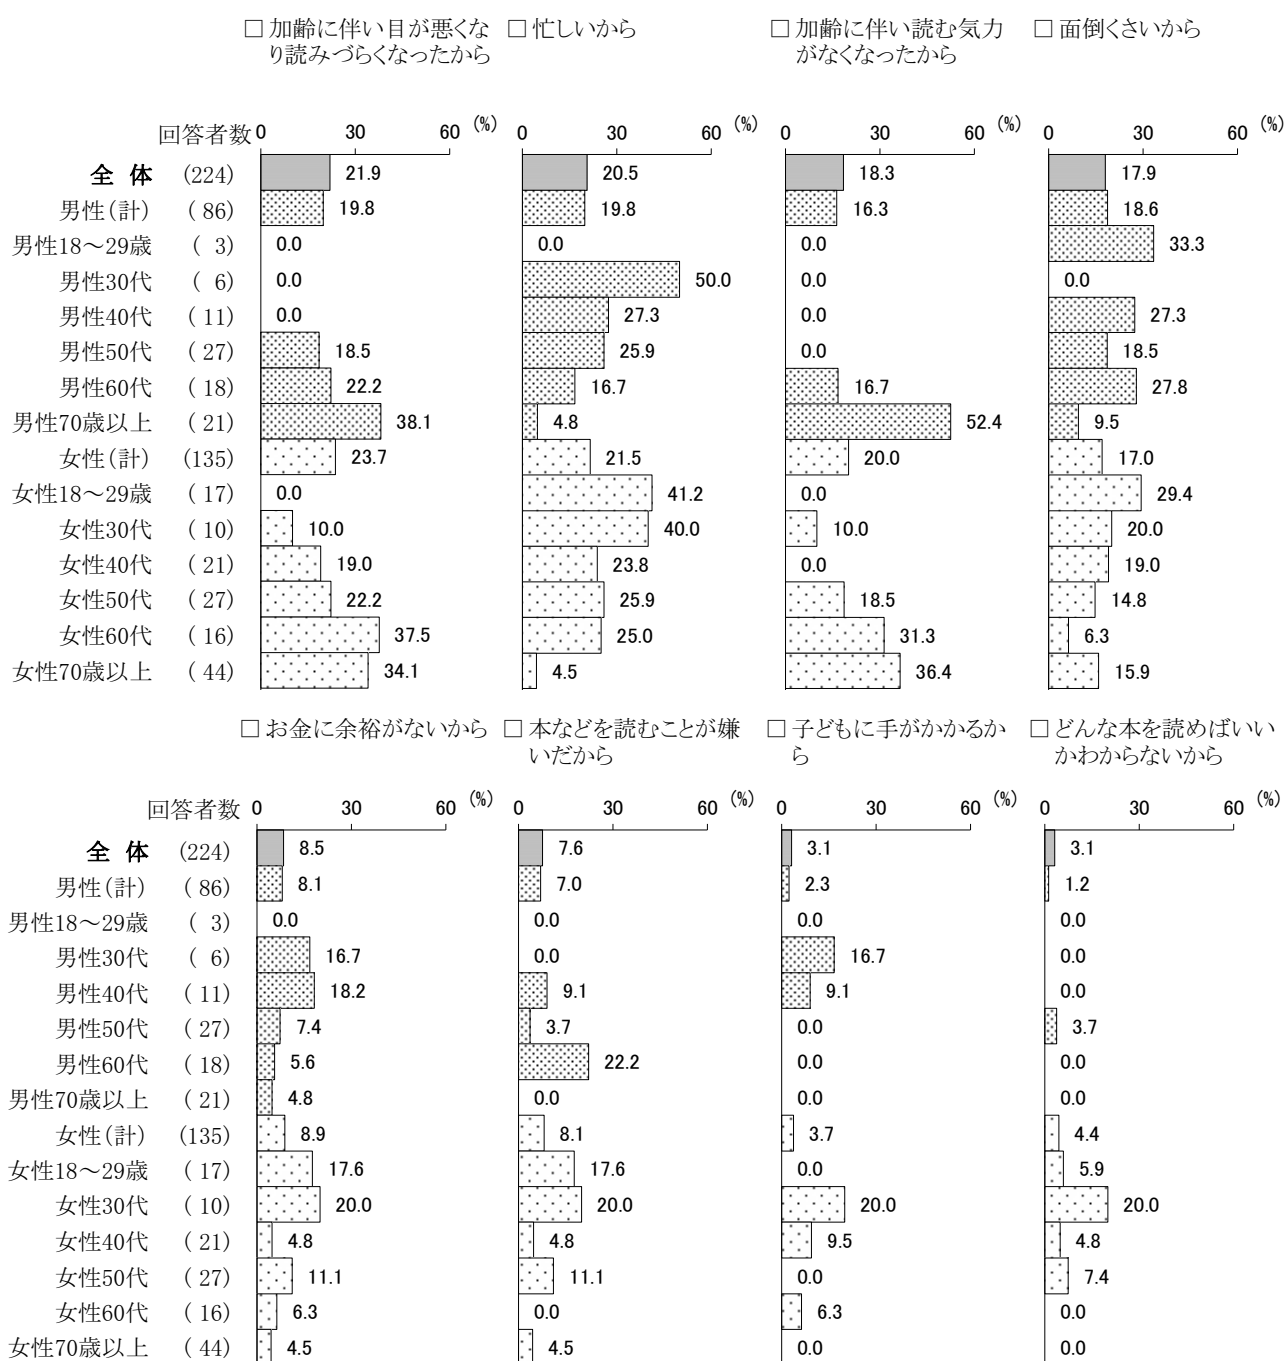 □ 加齢に伴い目が悪くな
り読みづらくなったから
□ 忙しいから
□ 加齢に伴い読む気力
がなくなったから
□ 面倒くさいから
回答者数 0 30 60 (%) 0 30 60 (%) 0 30 60 (%) 0 30 60 (%)
全 体 (224) 21.9 20.5 18.3 17.9
男性(計) ( 86) 19.8 19.8 16.3 18.6
男性18～29歳 ( 3) 0.0 0.0 0.0 33.3
男性30代 ( 6) 0.0 50.0 0.0 0.0
男性40代 ( 11) 0.0 27.3 0.0 27.3
男性50代 ( 27) 18.5 25.9 0.0 18.5
男性60代 ( 18) 22.2 16.7 16.7 27.8
男性70歳以上 ( 21) 38.1 4.8 52.4 9.5
女性(計) (135) 23.7 21.5 20.0 17.0
女性18～29歳 ( 17) 0.0 41.2 0.0 29.4
女性30代 ( 10) 10.0 40.0 10.0 20.0
女性40代 ( 21) 19.0 23.8 0.0 19.0
女性50代 ( 27) 22.2 25.9 18.5 14.8
女性60代 ( 16) 37.5 25.0 31.3 6.3
女性70歳以上 ( 44) 34.1 4.5 36.4 15.9
□ お金に余裕がないから
□ 本などを読むことが嫌
いだから
□ 子どもに手がかかるか
ら
□ どんな本を読めばいい
かわからないから
回答者数 0 30 60 (%) 0 30 60 (%) 0 30 60 (%) 0 30 60 (%)
全 体 (224) 8.5 7.6 3.1 3.1
男性(計) ( 86) 8.1 7.0 2.3 1.2
男性18～29歳 ( 3) 0.0 0.0 0.0 0.0
男性30代 ( 6) 16.7 0.0 16.7 0.0
男性40代 ( 11) 18.2 9.1 9.1 0.0
男性50代 ( 27) 7.4 3.7 0.0 3.7
男性60代 ( 18) 5.6 22.2 0.0 0.0
男性70歳以上 ( 21) 4.8 0.0 0.0 0.0
女性(計) (135) 8.9 8.1 3.7 4.4
女性18～29歳 ( 17) 17.6 17.6 0.0 5.9
女性30代 ( 10) 20.0 20.0 20.0 20.0
女性40代 ( 21) 4.8 4.8 9.5 4.8
女性50代 ( 27) 11.1 11.1 0.0 7.4
女性60代 ( 16) 6.3 0.0 6.3 0.0
女性70歳以上 ( 44) 4.5 4.5 0.0 0.0